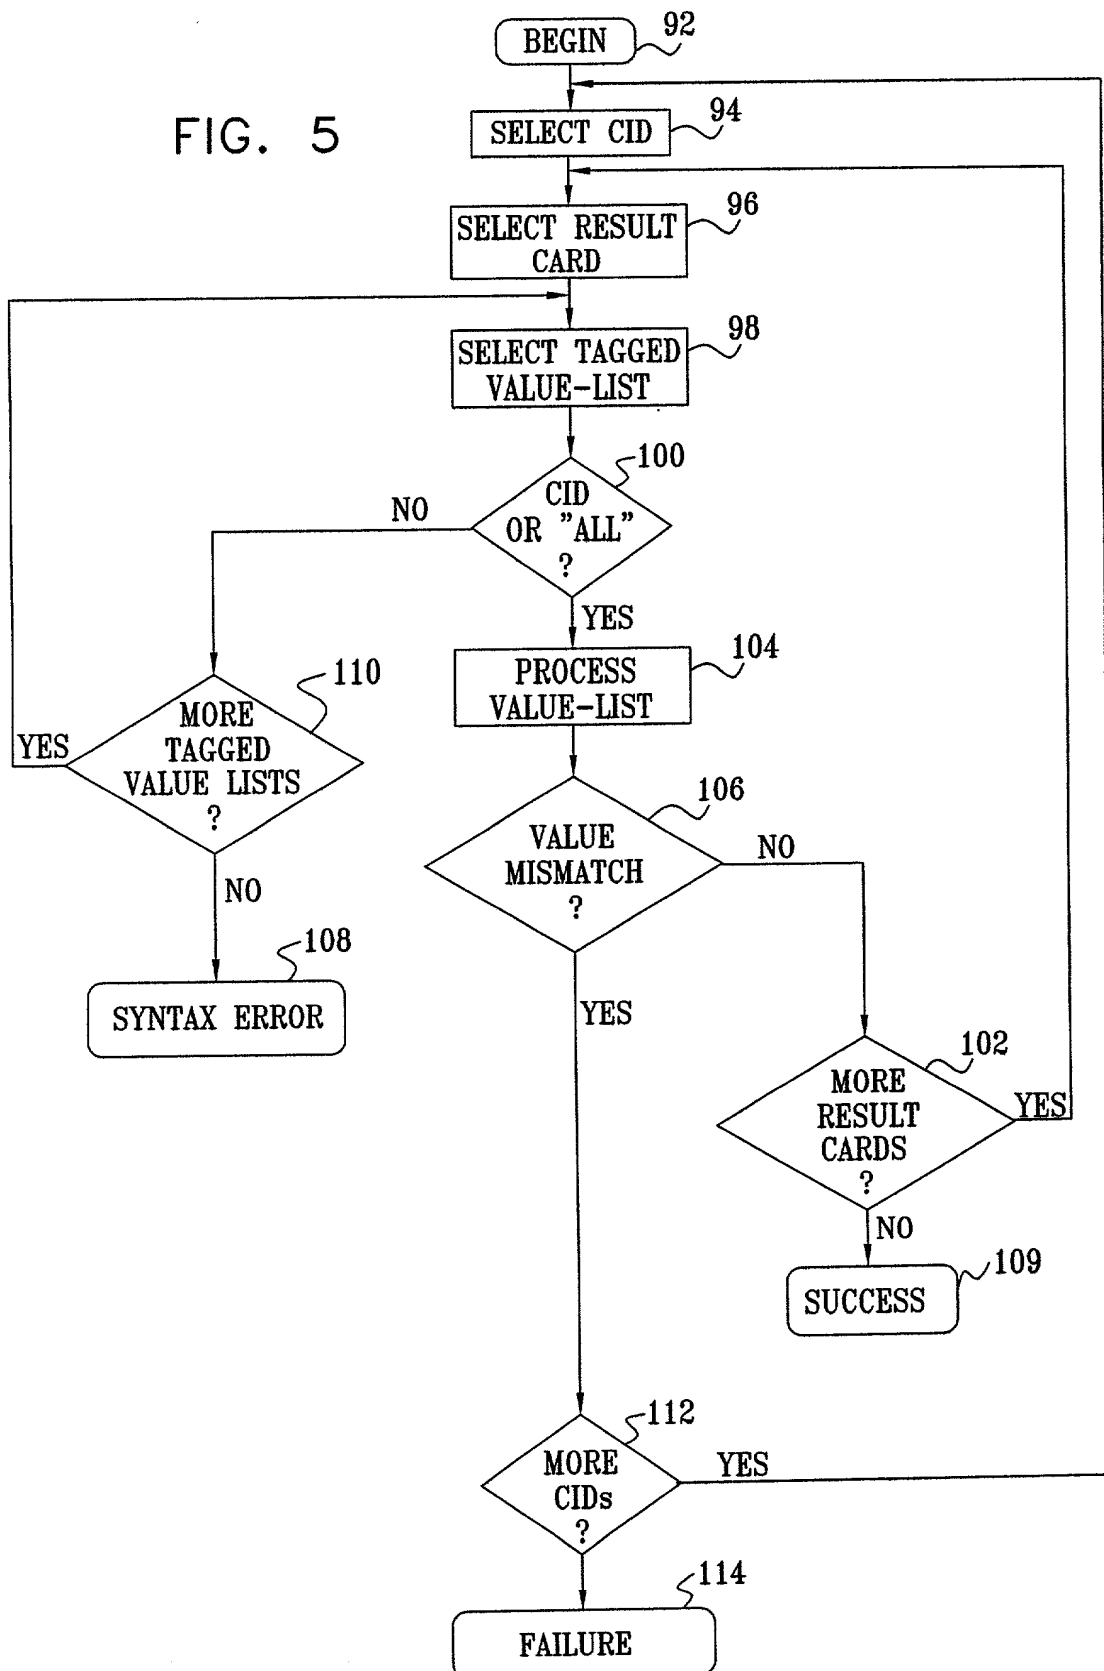 BEGIN
92
FIG. 5
SELECT CID
94
SELECT RESULT
CARD
96
SELECT TAGGED
VALUE-LIST
98
100
CID
OR "ALL"
?
NO
YES
PROCESS
VALUE-LIST
104
110
MORE
TAGGED
VALUE LISTS
?
YES
NO
106
VALUE
MISMATCH
?
NO
YES
108
SYNTAX ERROR
102
MORE
RESULT
CARDS
?
YES
NO
109
SUCCESS
112
MORE
CIDs
?
YES
114
FAILURE